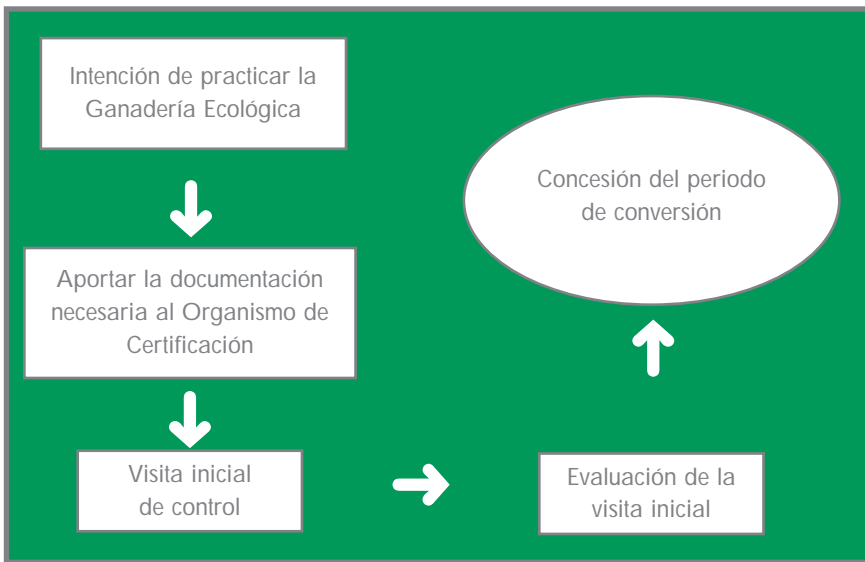 Intención de practicar la
Ganadería Ecológica
Aportar la documentación
necesaria al Organismo de
Certificación
Visita inicial
de control
Evaluación de la
visita inicial
Concesión del periodo
de conversión